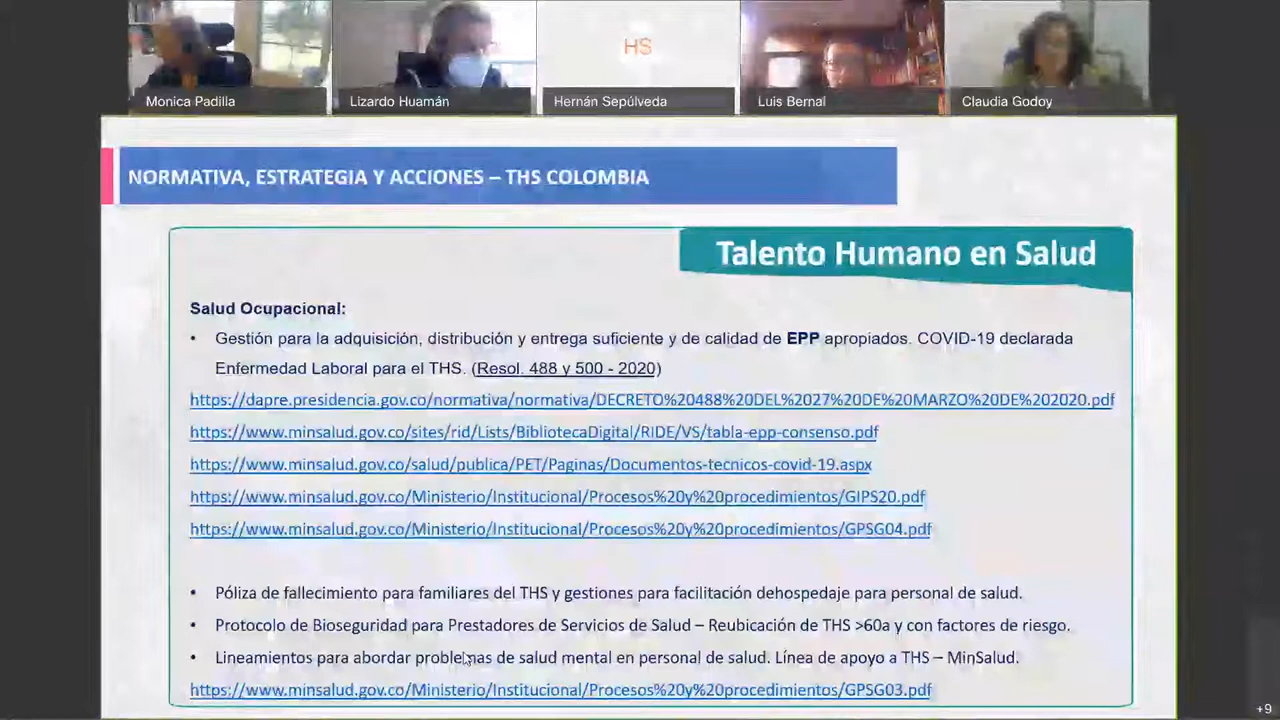 HS
Monica Padilla
Lizardo Huamán
Hernán Sepúlveda
Luis Bernal
Claudia Godoy
NORMATIVA, ESTRATEGIA Y ACCIONES – THS COLOMBIA
Talento Humano en Salud
Salud Ocupacional:
• Gestión para la adquisición, distribución y entrega suficiente y de calidad de EPP apropiados. COVID-19 declarada
Enfermedad Laboral para el THS. (Resol. 488 y 500 - 2020)
https://dapre.presidencia.gov.co/normativa/normativa/DECRETO%20488%20DEL%2027%20DE%20MARZO%20DE%202020.pdf
https://www.minsalud.gov.co/sites/rid/Lists/BibliotecaDigital/RIDE/VS/tabla-epp-consenso.pdf
https://www.minsalud.gov.co/salud/publica/PET/Paginas/Documentos-tecnicos-covid-19.aspx
https://www.minsalud.gov.co/Ministerio/Institucional/Procesos%20y%20procedimientos/GIPS20.pdf
https://www.minsalud.gov.co/Ministerio/Institucional/Procesos%20y%20procedimientos/GPSG04.pdf
• Póliza de fallecimiento para familiares del THS y gestiones para facilitación dehospedaje para personal de salud.
• Protocolo de Bioseguridad para Prestadores de Servicios de Salud – Reubicación de THS >60a y con factores de riesgo.
• Lineamientos para abordar problemas de salud mental en personal de salud. Línea de apoyo a THS – MinSalud.
https://www.minsalud.gov.co/Ministerio/Institucional/Procesos%20y%20procedimientos/GPSG03.pdf
+9